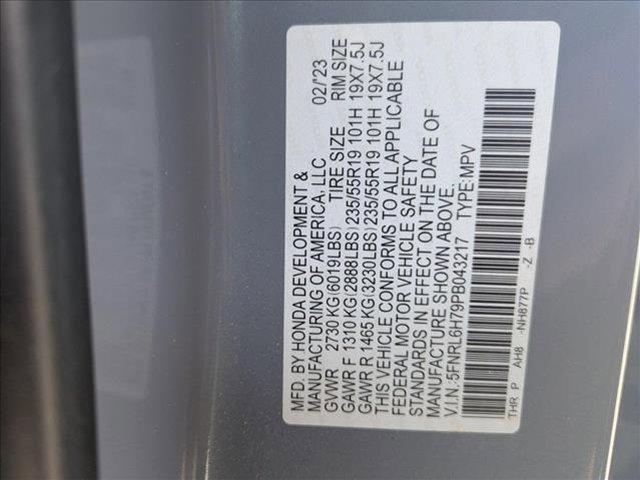 MFD. BY HONDA DEVELOPMENT &
MANUFACTURING OF AMERICA, LLC 02/'23
GVWR 2730 KG(6019LBS) TIRE SIZE RIM SIZE
GAWR F 1310 KG(2888LBS)235/55R19 101H 19X7.5J
GAWR R 1465 KG(3230LBS)235/55R19 101H 19X7.5J
THIS VEHICLE CONFORMS TO ALL APPLICABLE
FEDERAL MOTOR VEHICLE SAFETY
STANDARDS IN EFFECT ON THE DATE OF
MANUFACTURE SHOWN ABOVE.
V.I.N.:5FNRL6H79PB043217 TYPE:MPV
THR P AH8 -NH877P -Z -B